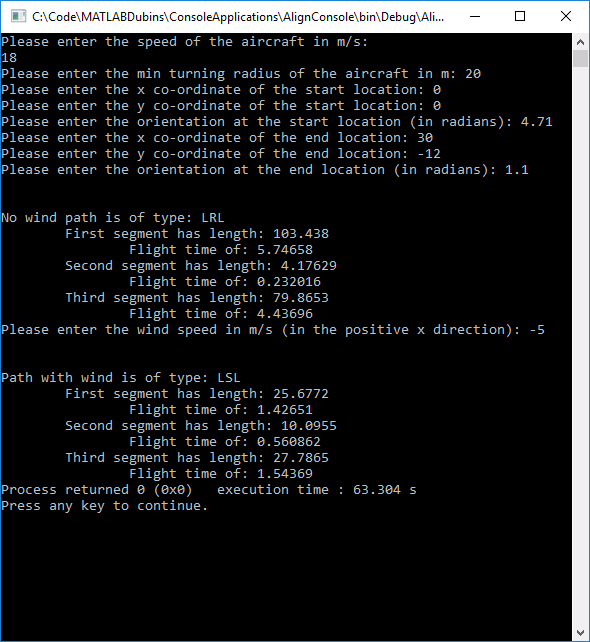 C:\Code\MATLABDubins\ConsoleApplications\AlignConsole\bin\Debug\Ali...
Please enter the speed of the aircraft in m/s:
18
Please enter the min turning radius of the aircraft in m: 20
Please enter the x co-ordinate of the start location: 0
Please enter the y co-ordinate of the start location: 0
Please enter the orientation at the start location (in radians): 4.71
Please enter the x co-ordinate of the end location: 30
Please enter the y co-ordinate of the end location: -12
Please enter the orientation at the end location (in radians): 1.1
No wind path is of type: LRL
First segment has length: 103.438
Flight time of: 5.74658
Second segment has length: 4.17629
Flight time of: 0.232016
Third segment has length: 79.8653
Flight time of: 4.43696
Please enter the wind speed in m/s (in the positive x direction): -5
Path with wind is of type: LSL
First segment has length: 25.6772
Flight time of: 1.42651
Second segment has length: 10.0955
Flight time of: 0.560862
Third segment has length: 27.7865
Flight time of: 1.54369
Process returned 0 (0x0)   execution time : 63.304 s
Press any key to continue.